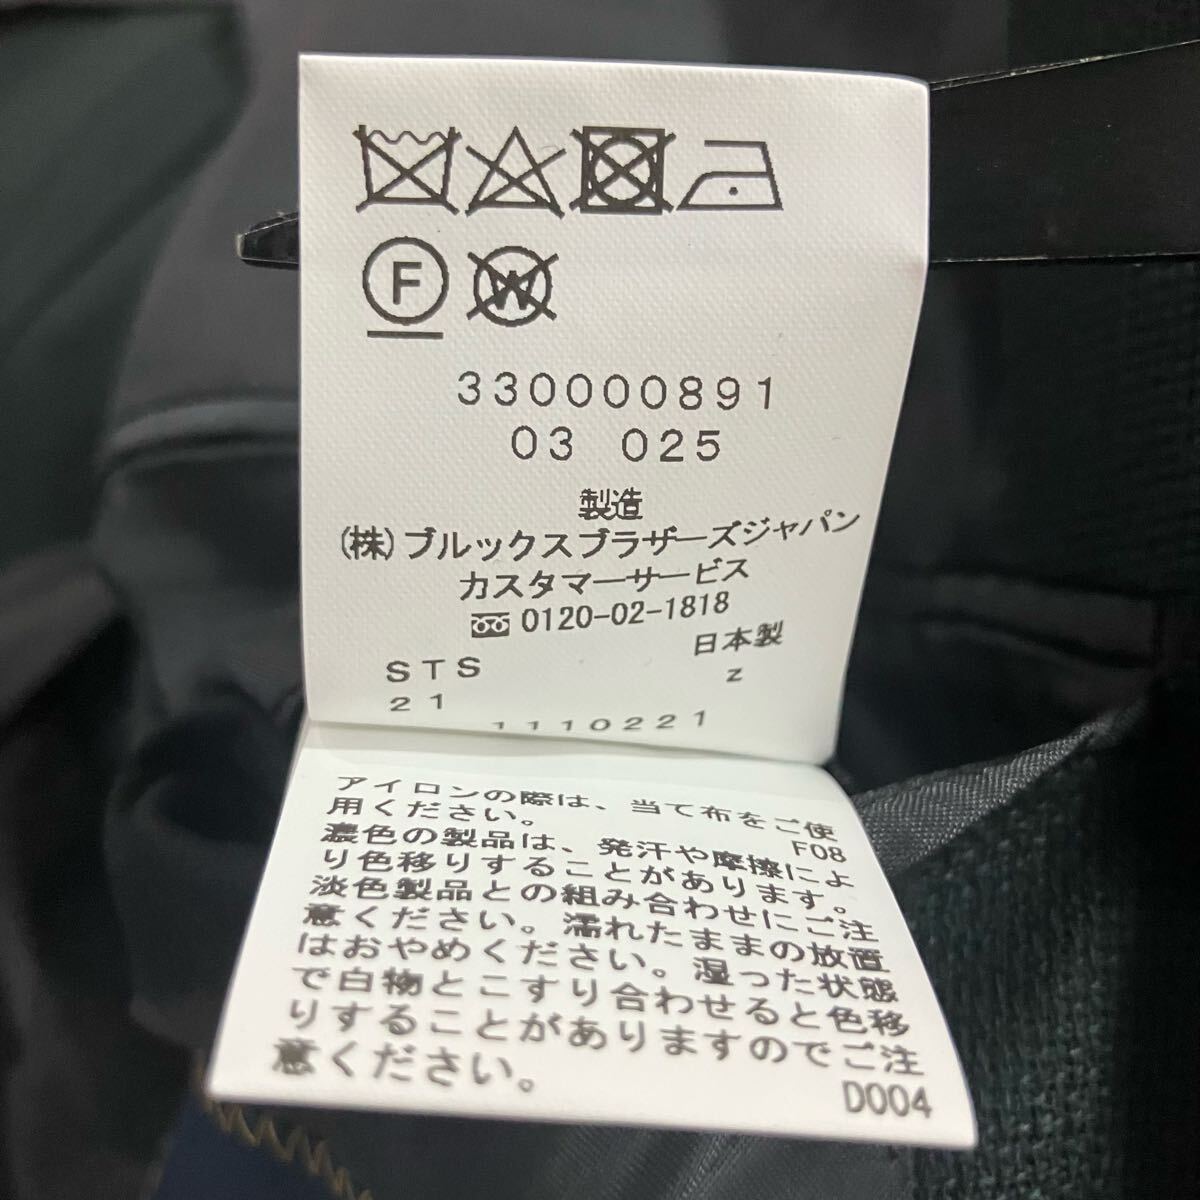 F W
330000891
03 025
製造
(株)ブルックスブラザーズジャパン
カスタマーサービス
0120-02-1818
日本製
STS z
21
1110221
アイロンの際は、当て布をご使
用ください。 F08
濃色の製品は、発汗や摩擦によ
り色移りすることがあります。
淡色製品との組み合わせにご注
意ください。濡れたままの放置
はおやめください。湿った状態
で白物とこすり合わせると色移
りすることがありますのでご注
意ください。
D004